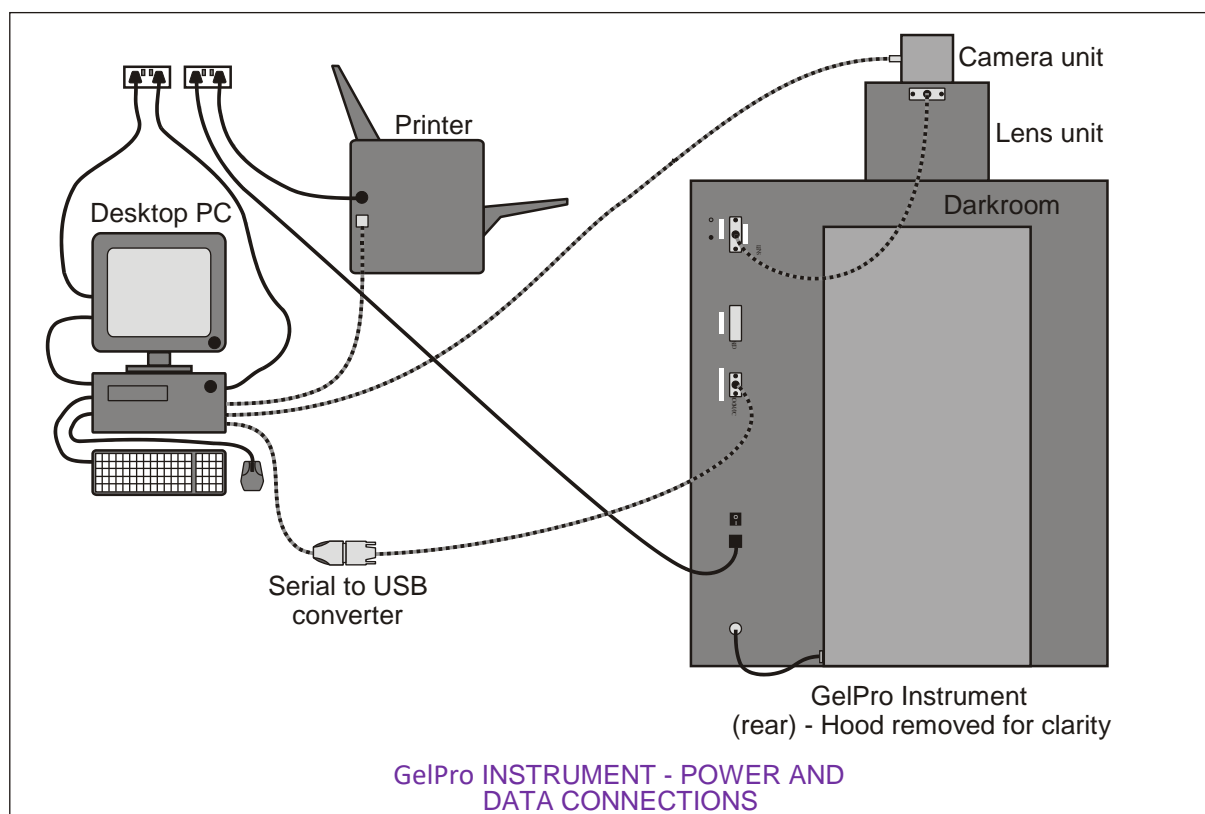 Camera unit
Printer
Lens unit
Desktop PC
Darkroom
Serial to USB
converter
GelPro Instrument
(rear) - Hood removed for clarity
GelPro INSTRUMENT - POWER AND
DATA CONNECTIONS